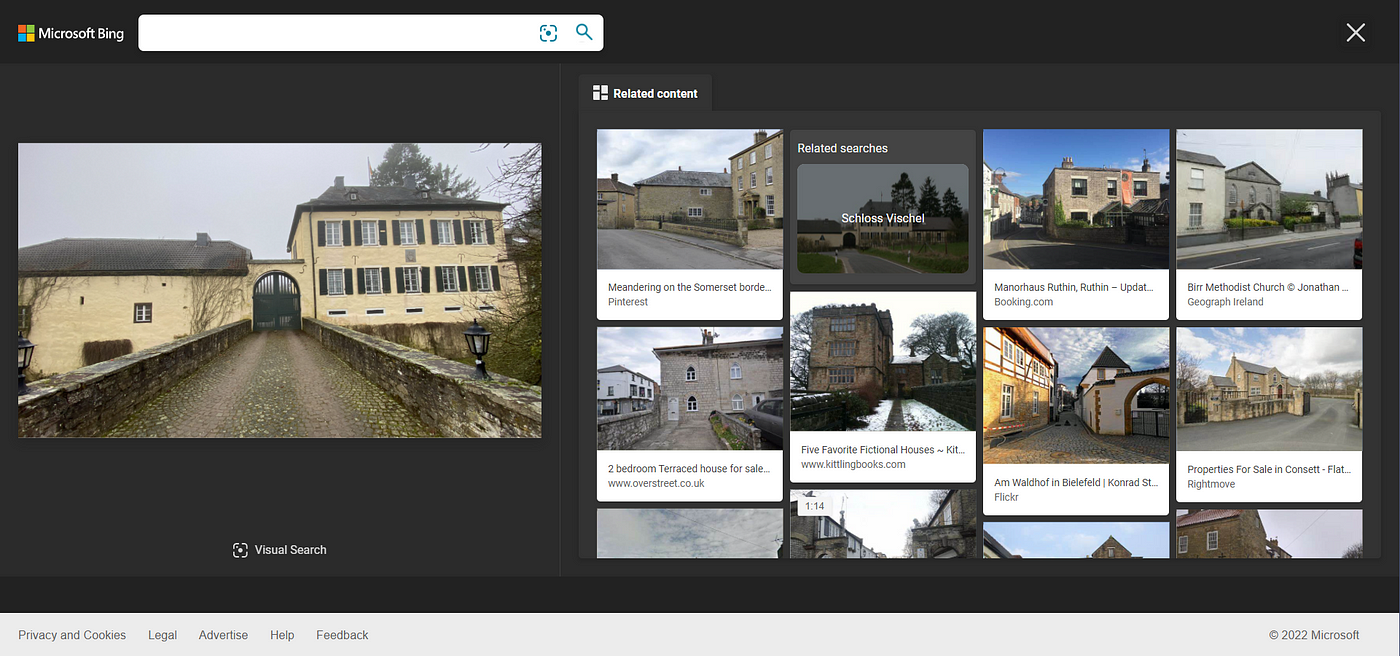 Microsoft Bing
Related content
Meandering on the Somerset borde...
Pinterest
Related searches
Schloss Vischel
Manorhaus Ruthin, Ruthin – Updat...
Booking.com
Birr Methodist Church © Jonathan ...
Geograph Ireland
2 bedroom Terraced house for sale...
www.overstreet.co.uk
Five Favorite Fictional Houses ~ Kit...
www.kittlingbooks.com
Am Waldhof in Bielefeld | Konrad St...
Flickr
Properties For Sale in Consett - Flat...
Rightmove
1:14
Visual Search
Privacy and Cookies
Legal
Advertise
Help
Feedback
© 2022 Microsoft